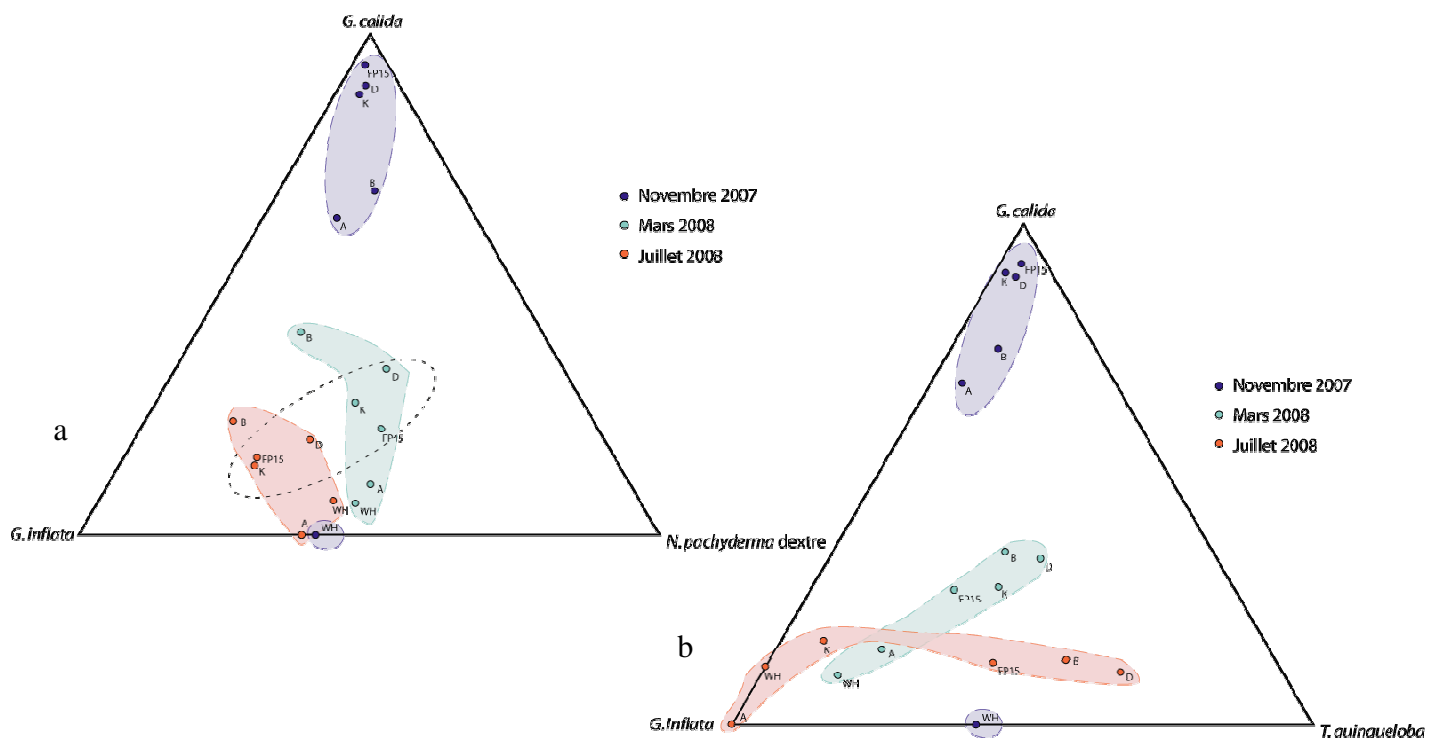 G. calida
FP15
D
K
B
A
Novembre 2007
Mars 2008
Juillet 2008
B
D
K
FP15
A
WH
B
D
FP15
K
WH
A
WH
G. inflata
N. pachyderma dextre
a
G. calida
FP15
K
D
B
A
Novembre 2007
Mars 2008
Juillet 2008
B
D
FP15
K
A
WH
K
WH
FP15
B
D
A
WH
G. Inflata
T. quinqueloba
b